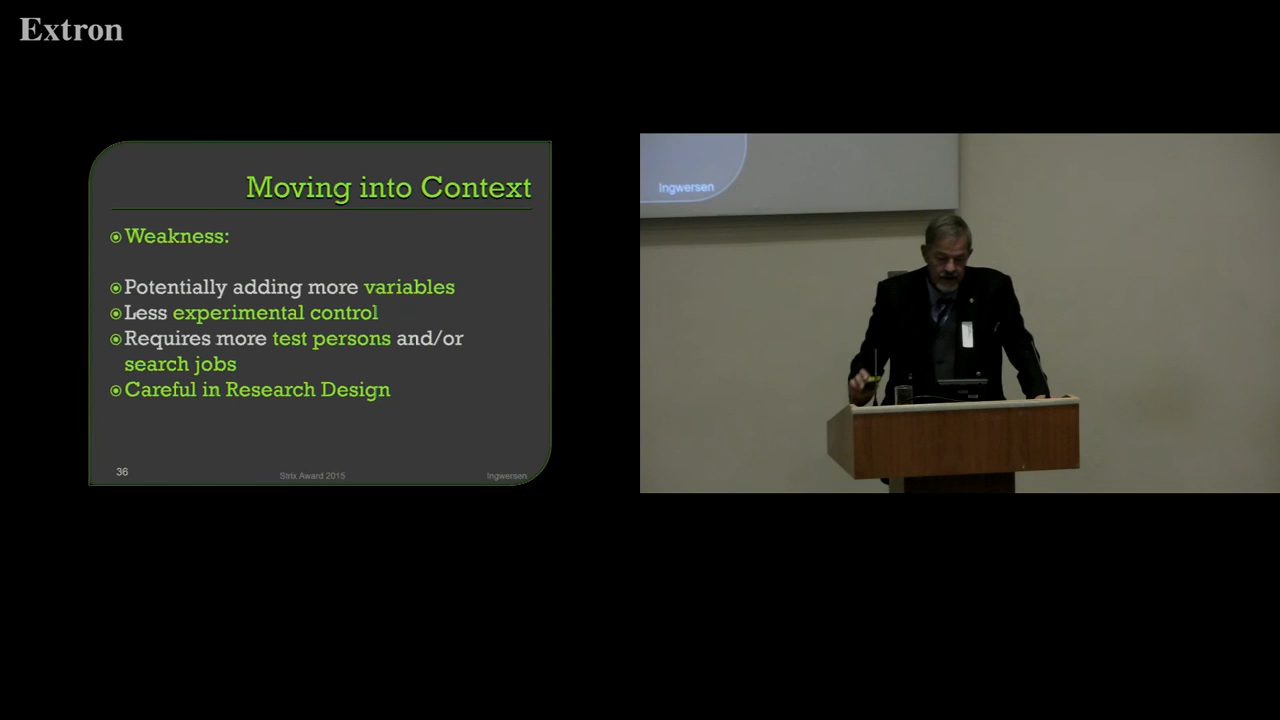 Extron
Moving into Context
Weakness:
Potentially adding more variables
Less experimental control
Requires more test persons and/or
search jobs
Careful in Research Design
36
Strix Award 2015
Ingwersen
Ingwersen